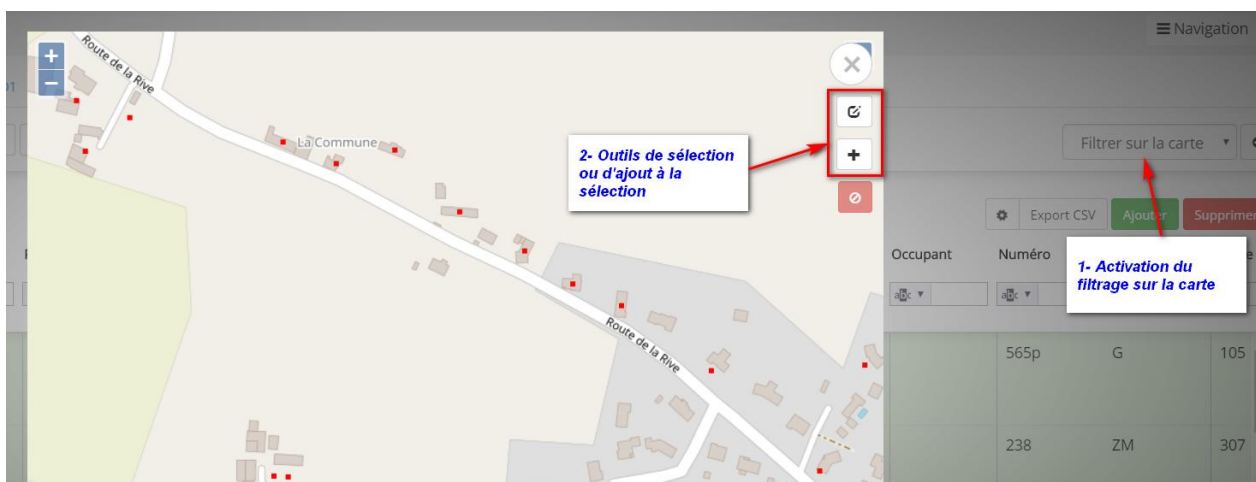 Navigation
+
Route de la Rive
−
01
La Commune
2- Outils de sélection
ou d'ajout à la
sélection
Filtrer sur la carte
Export CSV
Ajouter
Supprimer
Occupant
Numéro
1- Activation du
filtrage sur la carte
Route de la Rive
565p G 105
238 ZM 307